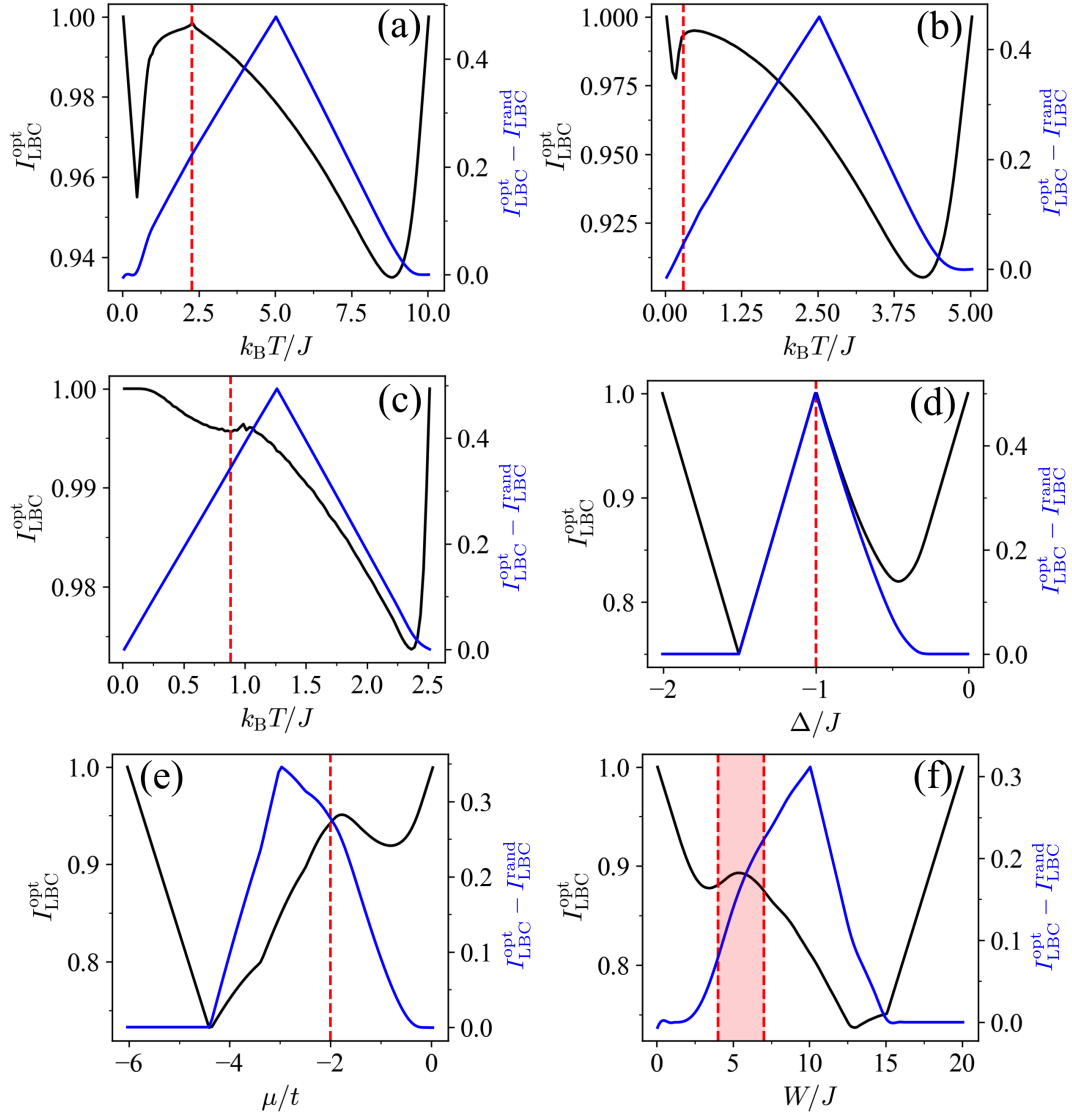 (a)
1.00
0.98
0.96
0.94
I_LBC^opt
0.4
0.2
0.0
I_LBC^opt − I_LBC^rand
0.0 2.5 5.0 7.5 10.0
k_BT/J
(b)
1.000
0.975
0.950
0.925
I_LBC^opt
0.4
0.2
0.0
I_LBC^opt − I_LBC^rand
0.00 1.25 2.50 3.75 5.00
k_BT/J
(c)
1.00
0.99
0.98
I_LBC^opt
0.4
0.2
0.0
I_LBC^opt − I_LBC^rand
0.0 0.5 1.0 1.5 2.0 2.5
k_BT/J
(d)
1.0
0.9
0.8
I_LBC^opt
0.4
0.2
0.0
I_LBC^opt − I_LBC^rand
−2 −1 0
Δ/J
(e)
1.0
0.9
0.8
I_LBC^opt
0.3
0.2
0.1
0.0
I_LBC^opt − I_LBC^rand
−6 −4 −2 0
μ/t
(f)
1.0
0.9
0.8
I_LBC^opt
0.3
0.2
0.1
0.0
I_LBC^opt − I_LBC^rand
0 5 10 15 20
W/J